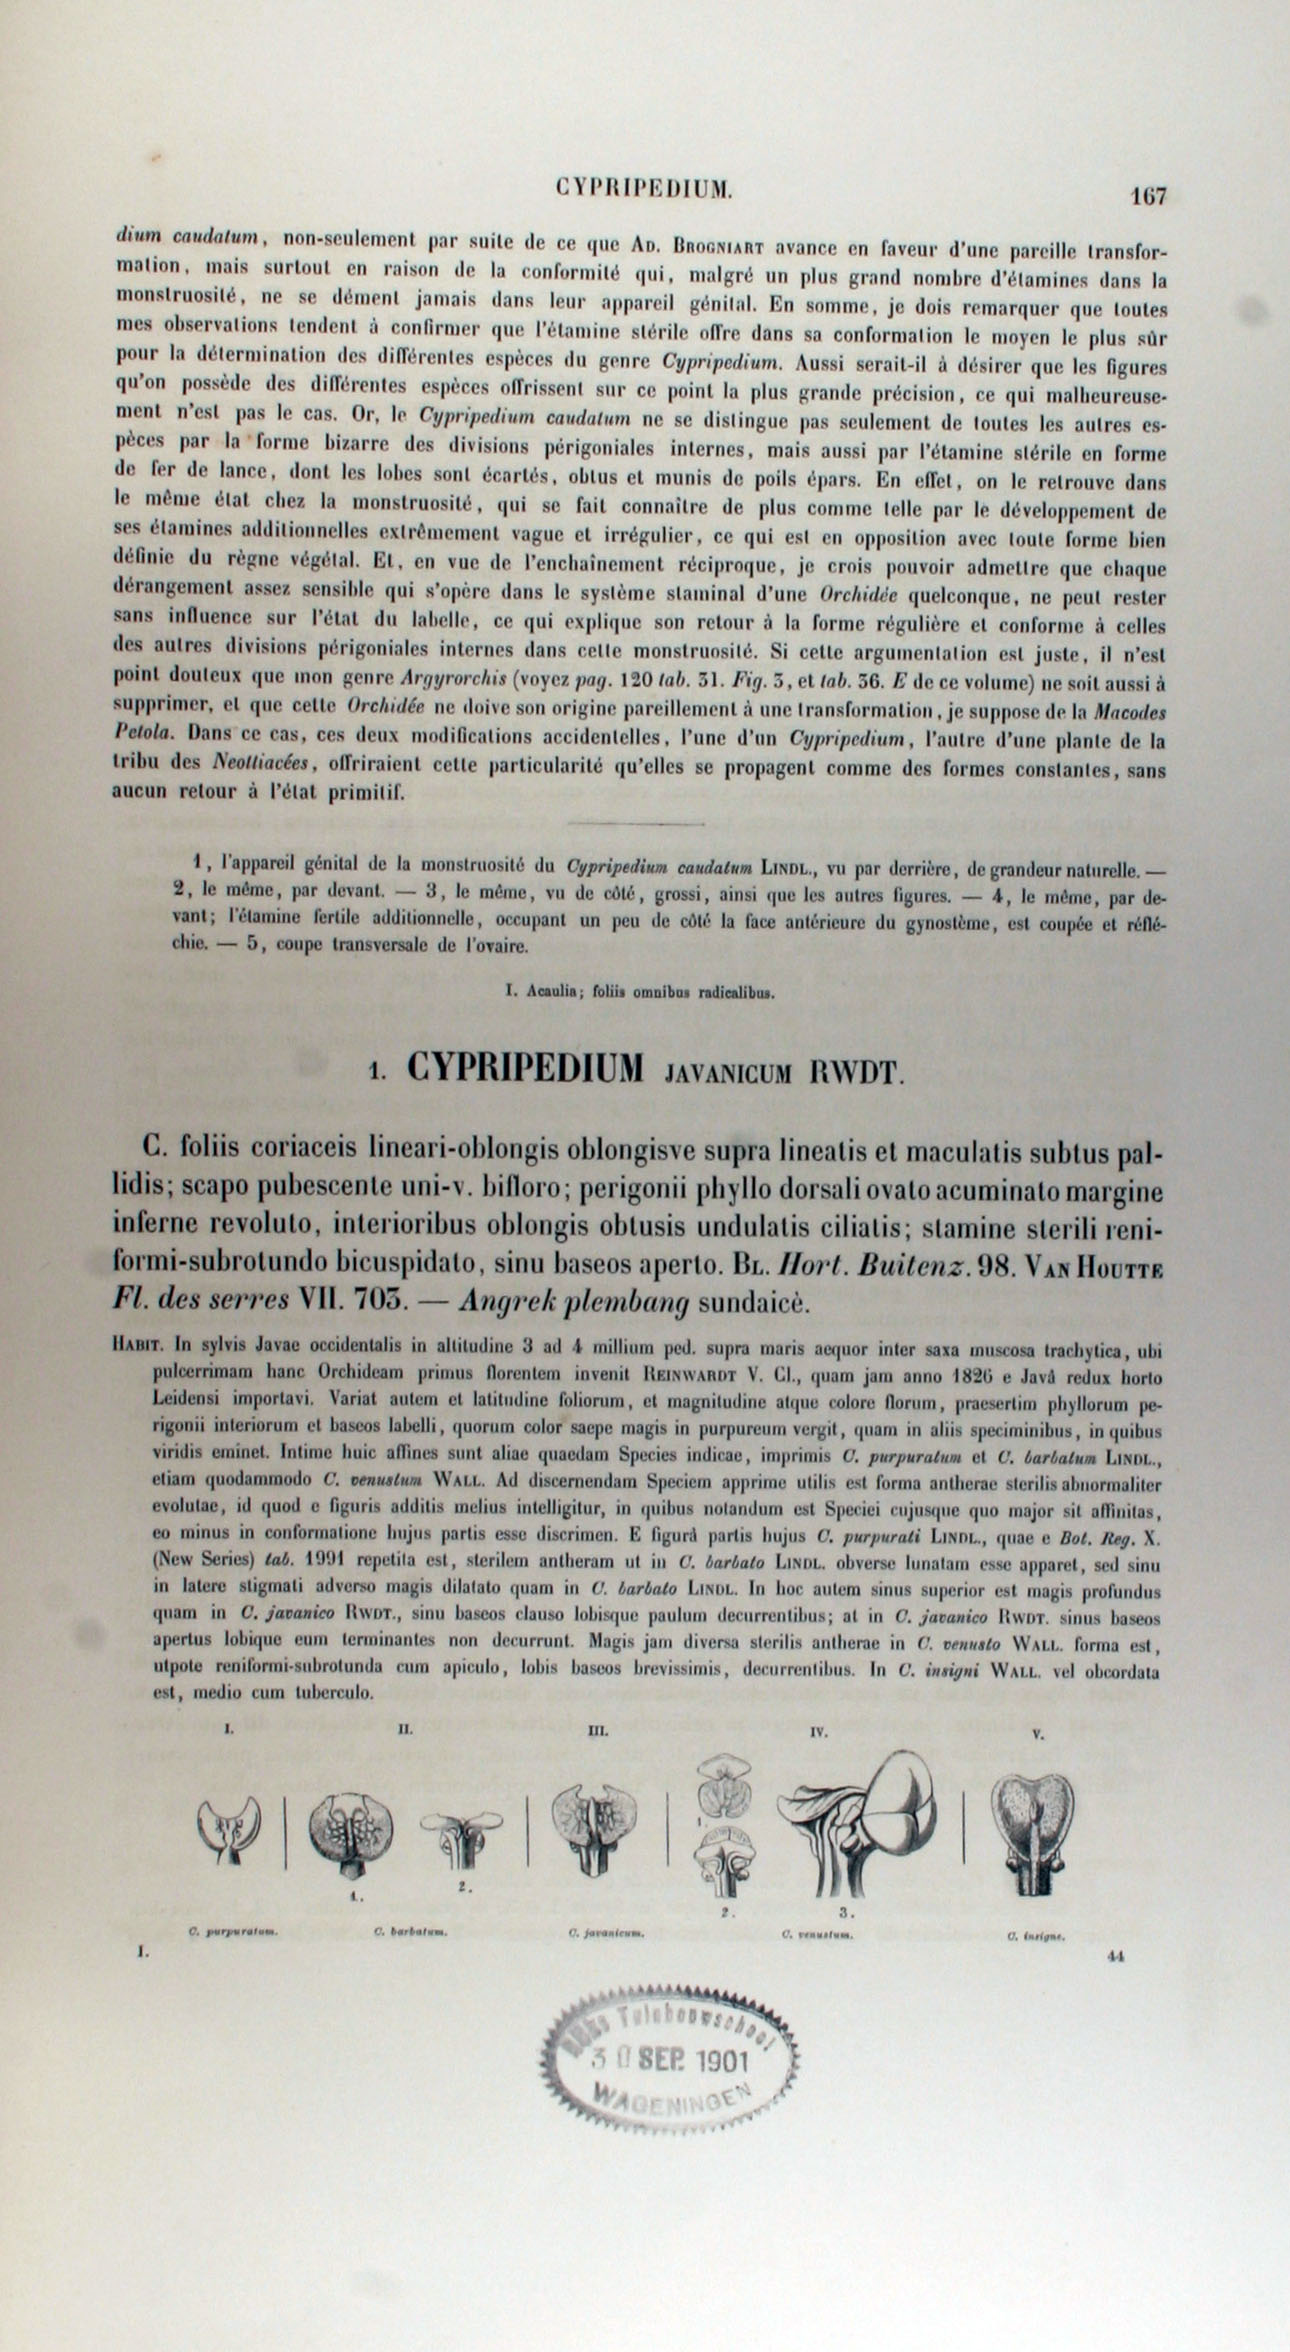 CYPRIPEDIUM.
167
dium caudatum, non-seulement par suite de ce que AD. BROGNIART avance en faveur d'une pareille transfor-
mation, mais surtout en raison de la conformité qui, malgré un plus grand nombre d'étamines dans la
monstruosité, ne se dément jamais dans leur appareil génital. En somme, je dois remarquer que toutes
mes observations tendent à confirmer que l'étamine stérile offre dans sa conformation le moyen le plus sûr
pour la détermination des différentes espèces du genre Cypripedium. Aussi serait-il à désirer que les figures
qu'on possède des différentes espèces offrissent sur ce point la plus grande précision, ce qui malheureuse-
ment n'est pas le cas. Or, le Cypripedium caudatum ne se distingue pas seulement de toutes les autres es-
pèces par la forme bizarre des divisions périgoniales internes, mais aussi par l'étamine stérile en forme
de fer de lance, dont les lobes sont écartés, obtus et munis de poils épars. En effet, on le retrouve dans
le même état chez la monstruosité, qui se fait connaître de plus comme telle par le développement de
ses étamines additionnelles extrêmement vague et irrégulier, ce qui est en opposition avec toute forme bien
définie du règne végétal. Et, en vue de l'enchaînement réciproque, je crois pouvoir admettre que chaque
dérangement assez sensible qui s'opère dans le système staminal d'une Orchidée quelconque, ne peut rester
sans influence sur l'état du labelle, ce qui explique son retour à la forme régulière et conforme à celles
des autres divisions périgoniales internes dans cette monstruosité. Si cette argumentation est juste, il n'est
point douteux que mon genre Argyrorchis (voyez pag. 120 tab. 31. Fig. 3, et tab. 36. E de ce volume) ne soit aussi à
supprimer, et que cette Orchidée ne doive son origine pareillement à une transformation, je suppose de la Macodes
Petola. Dans ce cas, ces deux modifications accidentelles, l'une d'un Cypripedium, l'autre d'une plante de la
tribu des Neottiacées, offriraient cette particularité qu'elles se propagent comme des formes constantes, sans
aucun retour à l'état primitif.
1, l'appareil génital de la monstruosité du Cypripedium caudatum LINDL., vu par derrière, de grandeur naturelle. —
2, le même, par devant. — 3, le même, vu de côté, grossi, ainsi que les autres figures. — 4, le même, par de-
vant; l'étamine fertile additionnelle, occupant un peu de côté la face antérieure du gynostème, est coupée et réflé-
chie. — 5, coupe transversale de l'ovaire.
I. Acaulia; foliis omnibus radicalibus.
1. CYPRIPEDIUM JAVANICUM RWDT.
C. foliis coriaceis lineari-oblongis oblongisve supra lineatis et maculatis subtus pal-
lidis; scapo pubescente uni-v. bifloro; perigonii phyllo dorsali ovato acuminato margine
inferne revoluto, interioribus oblongis obtusis undulatis ciliatis; stamine sterili reni-
formi-subrotundo bicuspidato, sinu baseos aperto. BL. Hort. Buitenz. 98. VAN HOUTTE
Fl. des serres VII. 703. — Angrek plembang sundaicè.
HABIT. In sylvis Javae occidentalis in altitudine 3 ad 4 millium ped. supra maris aequor inter saxa muscosa trachytica, ubi
pulcerrimam hanc Orchideam primus florentem invenit REINWARDT V. Cl., quam jam anno 1826 e Javâ redux horto
Leidensi importavi. Variat autem et latitudine foliorum, et magnitudine atque colore florum, praesertim phyllorum pe-
rigonii interiorum et baseos labelli, quorum color saepe magis in purpureum vergit, quam in aliis speciminibus, in quibus
viridis eminet. Intime huic affines sunt aliae quaedam Species indicae, imprimis C. purpuratum et C. barbatum LINDL.,
etiam quodammodo C. venustum WALL. Ad discernendam Speciem apprime utilis est forma antherae sterilis abnormaliter
evolutae, id quod e figuris additis melius intelligitur, in quibus notandum est Speciei cujusque quo major sit affinitas,
eo minus in conformatione hujus partis esse discrimen. E figurâ partis hujus C. purpurati LINDL., quae e Bot. Reg. X.
(New Series) tab. 1991 repetita est, sterilem antheram ut in C. barbato LINDL. obverse lunatam esse apparet, sed sinu
in latere stigmati adverso magis dilatato quam in C. barbato LINDL. In hoc autem sinus superior est magis profundus
quam in C. javanico RWDT., sinu baseos clauso lobisque paulum decurrentibus; at in C. javanico RWDT. sinus baseos
apertus lobique eum terminantes non decurrunt. Magis jam diversa sterilis antherae in C. venusto WALL. forma est,
utpote reniformi-subrotunda cum apiculo, lobis baseos brevissimis, decurrentibus. In C. insigni WALL. vel obcordata
est, medio cum tuberculo.
I. II. III. IV. V.
1. 2. 2. 3.
C. purpuratum. C. barbatum. C. javanicum. C. venustum. C. insigne.
I. 44
Tuinbouwschool
30 SEP. 1901
WAGENINGEN